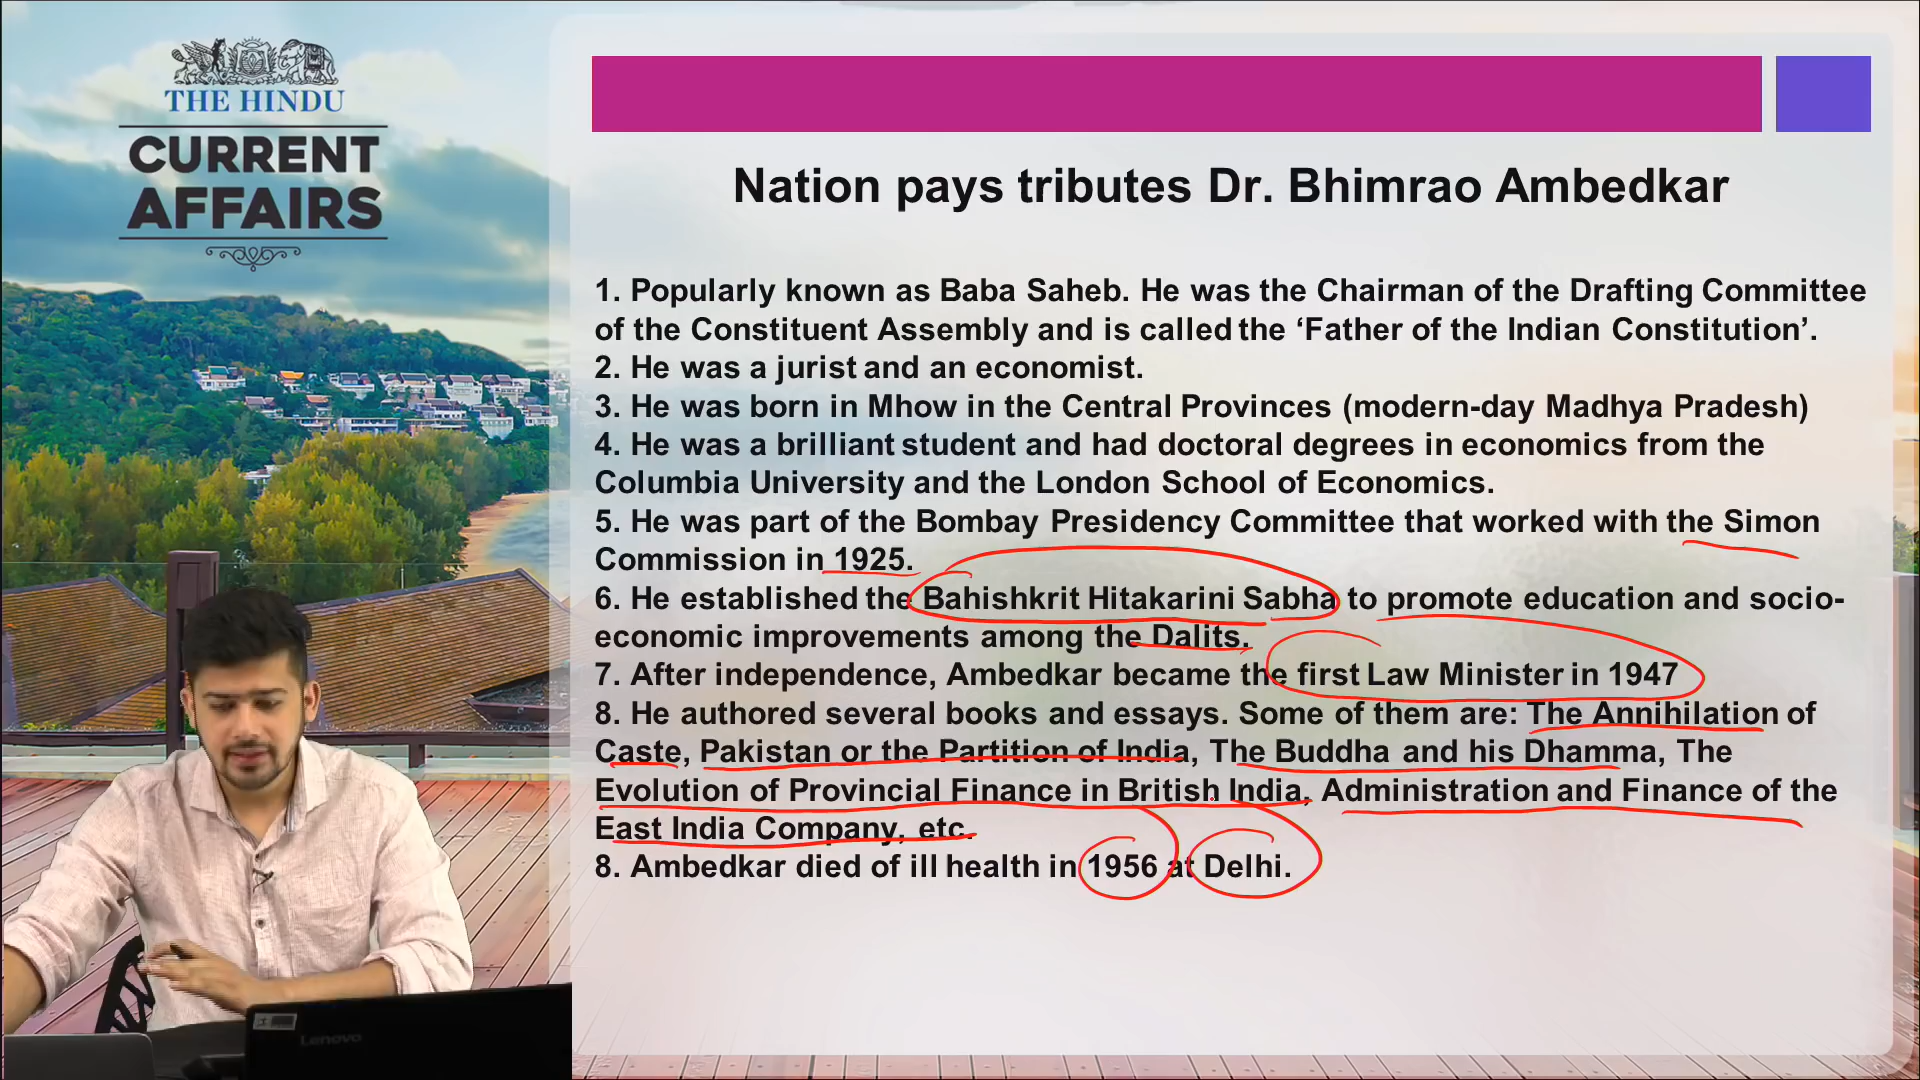 THE HINDU
CURRENT
AFFAIRS
Nation pays tributes Dr. Bhimrao Ambedkar
1. Popularly known as Baba Saheb. He was the Chairman of the Drafting Committee
of the Constituent Assembly and is called the ‘Father of the Indian Constitution’.
2. He was a jurist and an economist.
3. He was born in Mhow in the Central Provinces (modern-day Madhya Pradesh)
4. He was a brilliant student and had doctoral degrees in economics from the
Columbia University and the London School of Economics.
5. He was part of the Bombay Presidency Committee that worked with the Simon
Commission in 1925.
6. He established the Bahishkrit Hitakarini Sabha to promote education and socio-
economic improvements among the Dalits.
7. After independence, Ambedkar became the first Law Minister in 1947
8. He authored several books and essays. Some of them are: The Annihilation of
Caste, Pakistan or the Partition of India, The Buddha and his Dhamma, The
Evolution of Provincial Finance in British India, Administration and Finance of the
East India Company, etc.
8. Ambedkar died of ill health in 1956 at Delhi.
Lenovo